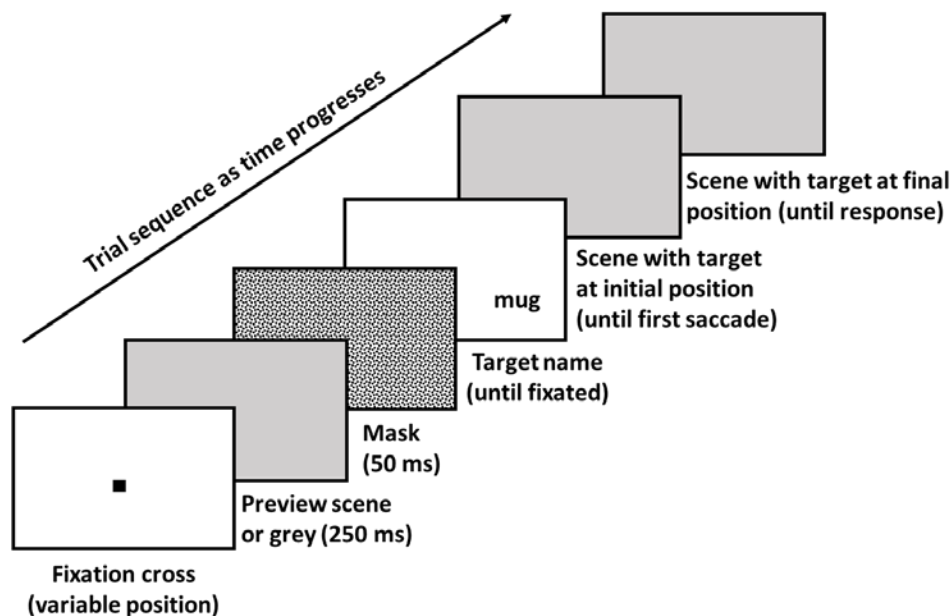 Trial sequence as time progresses
Fixation cross
(variable position)
Preview scene
or grey (250 ms)
Mask
(50 ms)
mug
Target name
(until fixated)
Scene with target
at initial position
(until first saccade)
Scene with target at final
position (until response)